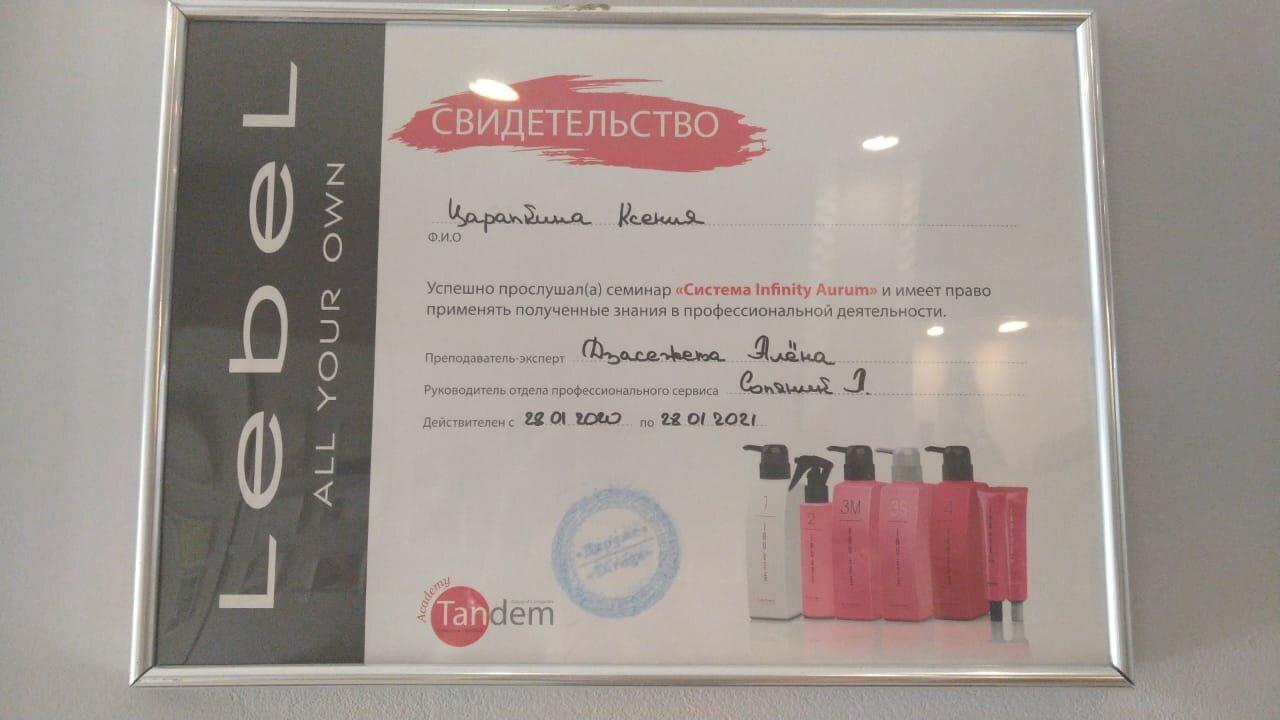 LebeL
ALL YOUR OWN
СВИДЕТЕЛЬСТВО
Ксения
Ф.И.О
Успешно прослушал(а) семинар «Система Infinity Aurum» и имеет право
применять полученные знания в профессиональной деятельности.
Преподаватель-эксперт Алёна
Руководитель отдела профессионального сервиса
Действителен с 28 01 2020 по 28 01 2021
1
2
3M
3S
4
Academy
Tandem